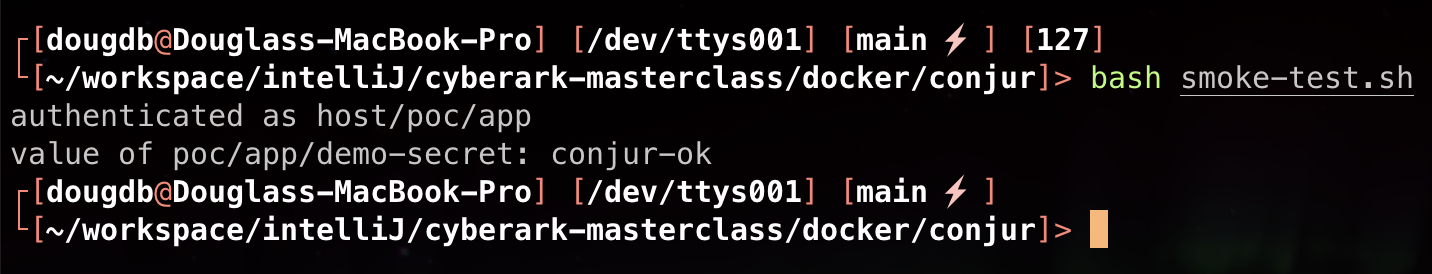 [dougdb@Douglass-MacBook-Pro] [/dev/ttys001] [main ⚡ ] [127]
[~/workspace/intelliJ/cyberark-masterclass/docker/conjur]> bash smoke-test.sh
authenticated as host/poc/app
value of poc/app/demo-secret: conjur-ok
[dougdb@Douglass-MacBook-Pro] [/dev/ttys001] [main ⚡ ]
[~/workspace/intelliJ/cyberark-masterclass/docker/conjur]>